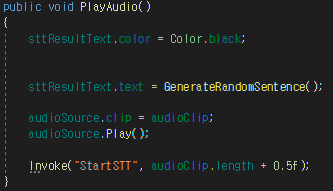 public void PlayAudio()
{
sttResultText.color = Color.black;
sttResultText.text = GenerateRandomSentence();
audioSource.clip = audioClip;
audioSource.Play();
Invoke("StartSTT", audioClip.length + 0.5f);
}